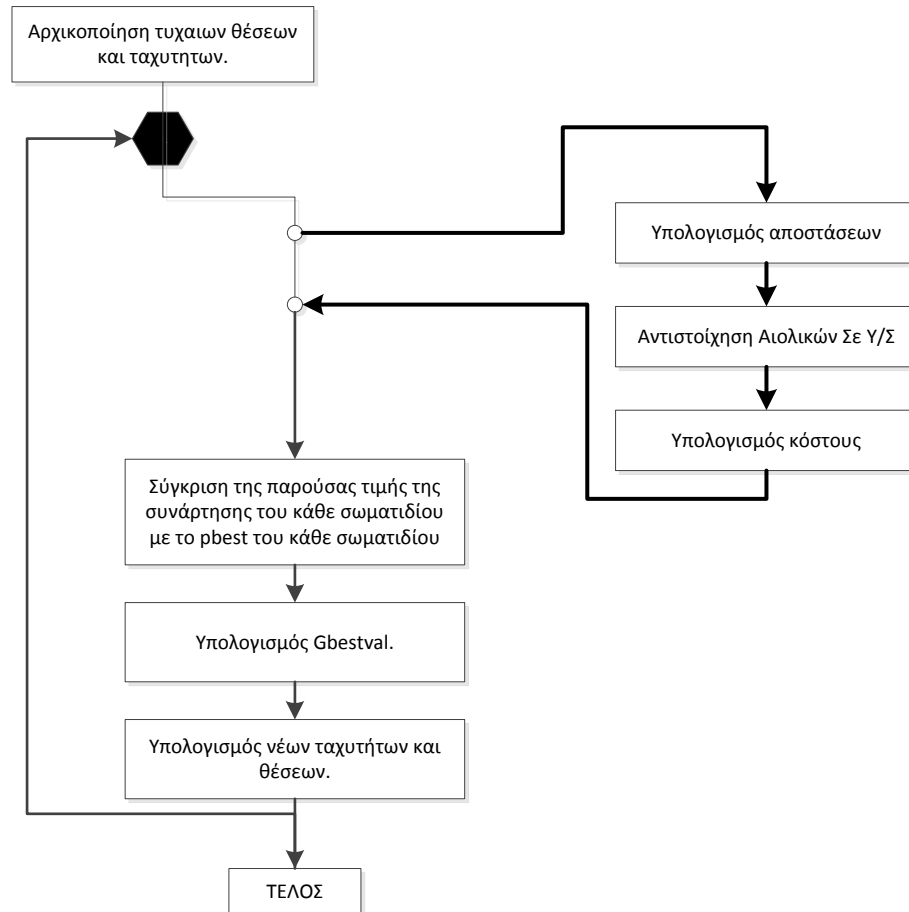 Αρχικοποίηση τυχαιων θέσεων
και ταχυτητων.
Υπολογισμός αποστάσεων
Αντιστοίχηση Αιολικών Σε Υ/Σ
Υπολογισμός κόστους
Σύγκριση της παρούσας τιμής της
συνάρτησης του κάθε σωματιδίου
με το pbest του κάθε σωματιδίου
Υπολογισμός Gbestval.
Υπολογισμός νέων ταχυτήτων και
θέσεων.
ΤΕΛΟΣ